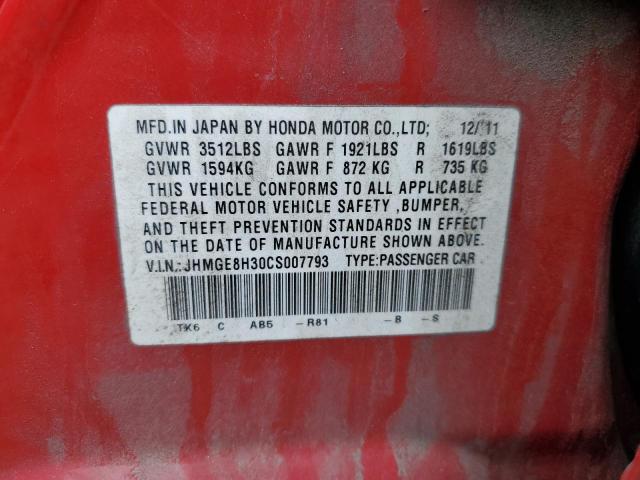 MFD.IN JAPAN BY HONDA MOTOR CO.,LTD; 12/11
GVWR 3512LBS GAWR F 1921LBS R 1619LBS
GVWR 1594KG GAWR F 872 KG R 735 KG
THIS VEHICLE CONFORMS TO ALL APPLICABLE
FEDERAL MOTOR VEHICLE SAFETY ,BUMPER,
AND THEFT PREVENTION STANDARDS IN EFFECT
ON THE DATE OF MANUFACTURE SHOWN ABOVE.
V.I.N.:JHMGE8H30CS007793 TYPE:PASSENGER CAR
TK6 C AB5 -R81 -B -S